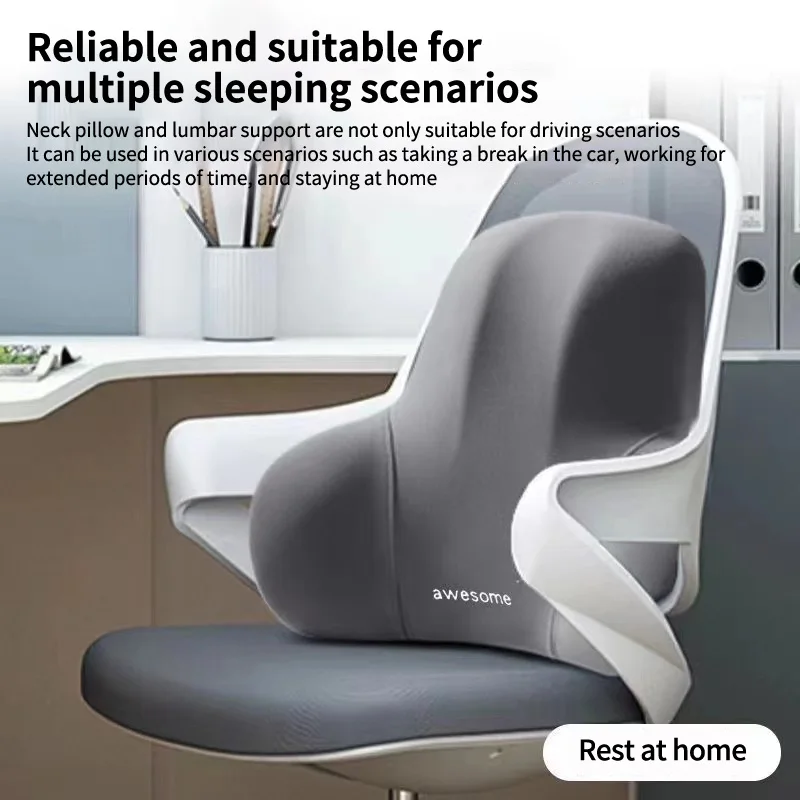 Reliable and suitable for
multiple sleeping scenarios
Neck pillow and lumbar support are not only suitable for driving scenarios
It can be used in various scenarios such as taking a break in the car, working for
extended periods of time, and staying at home
awesome
Rest at home